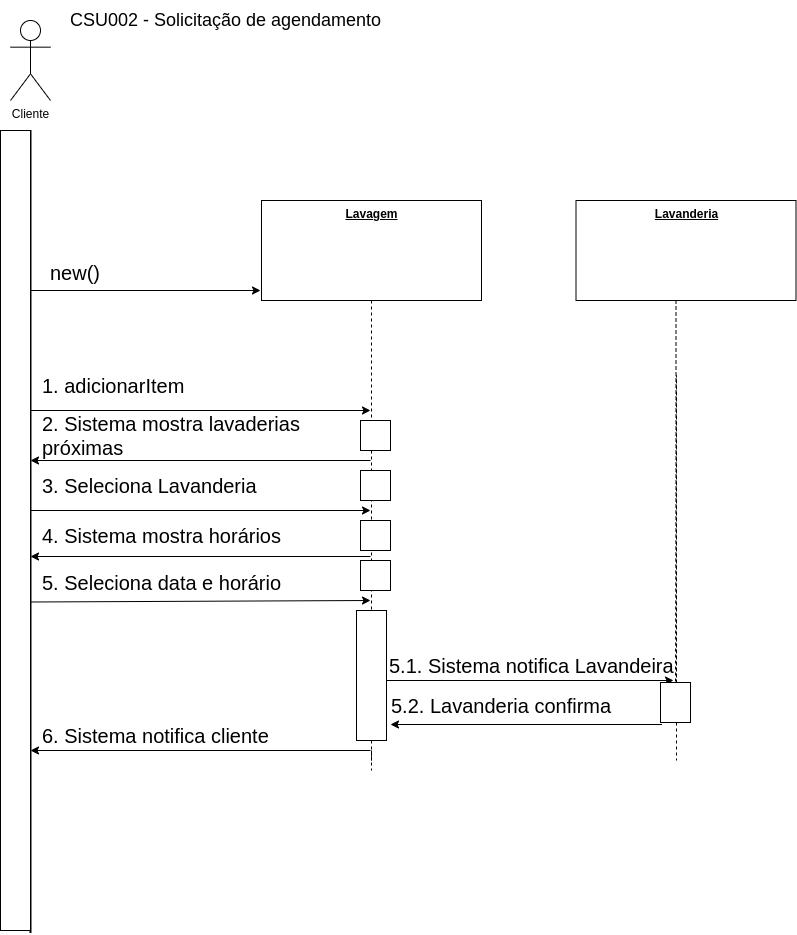 CSU002 - Solicitação de agendamento
Cliente
Lavagem
Lavanderia
new()
1. adicionarItem
2. Sistema mostra lavaderias
próximas
3. Seleciona Lavanderia
4. Sistema mostra horários
5. Seleciona data e horário
5.1. Sistema notifica Lavandeira
5.2. Lavanderia confirma
6. Sistema notifica cliente